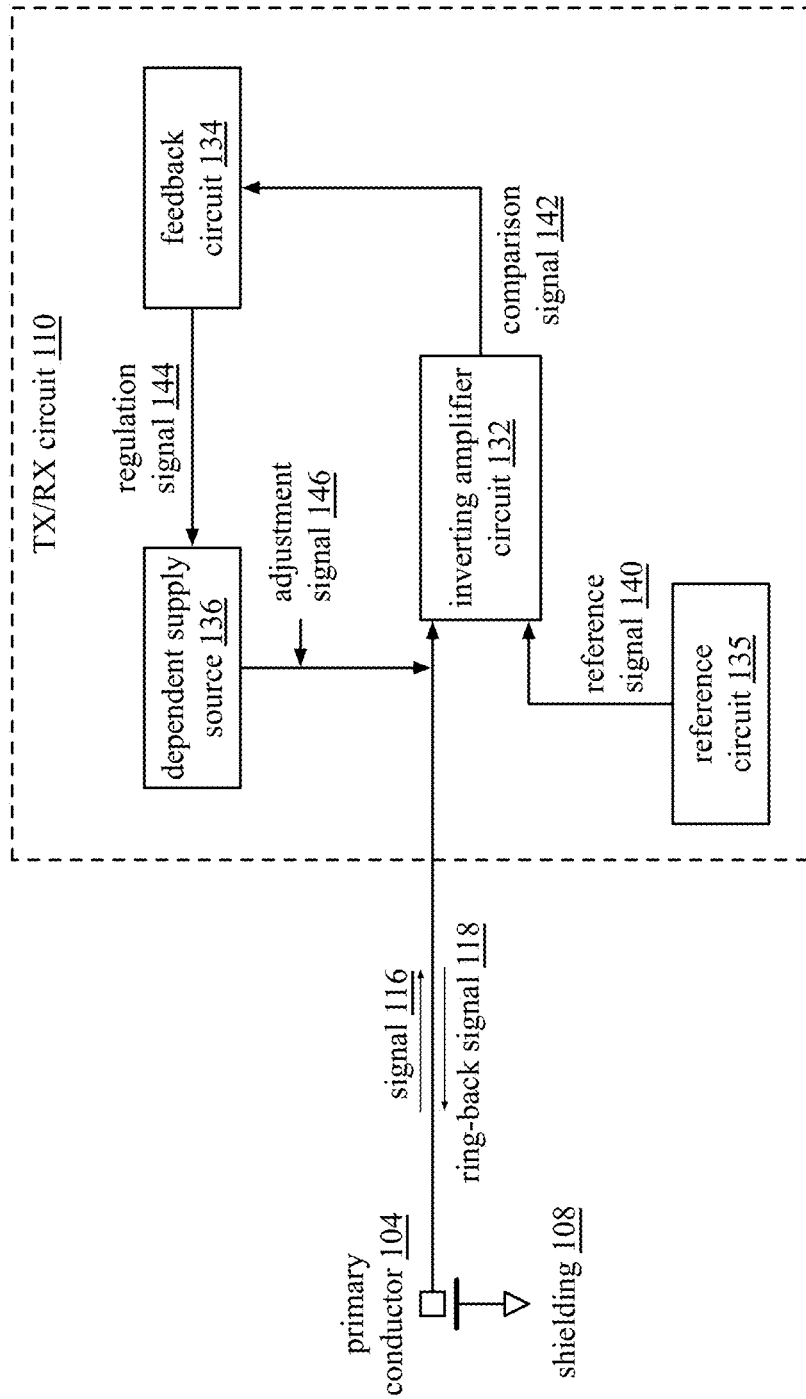 TX/RX circuit 110
feedback
circuit 134
regulation
signal 144
dependent supply
source 136
adjustment
signal 146
comparison
signal 142
inverting amplifier
circuit 132
reference
signal 140
reference
circuit 135
signal 116
ring-back signal 118
primary
conductor 104
shielding 108